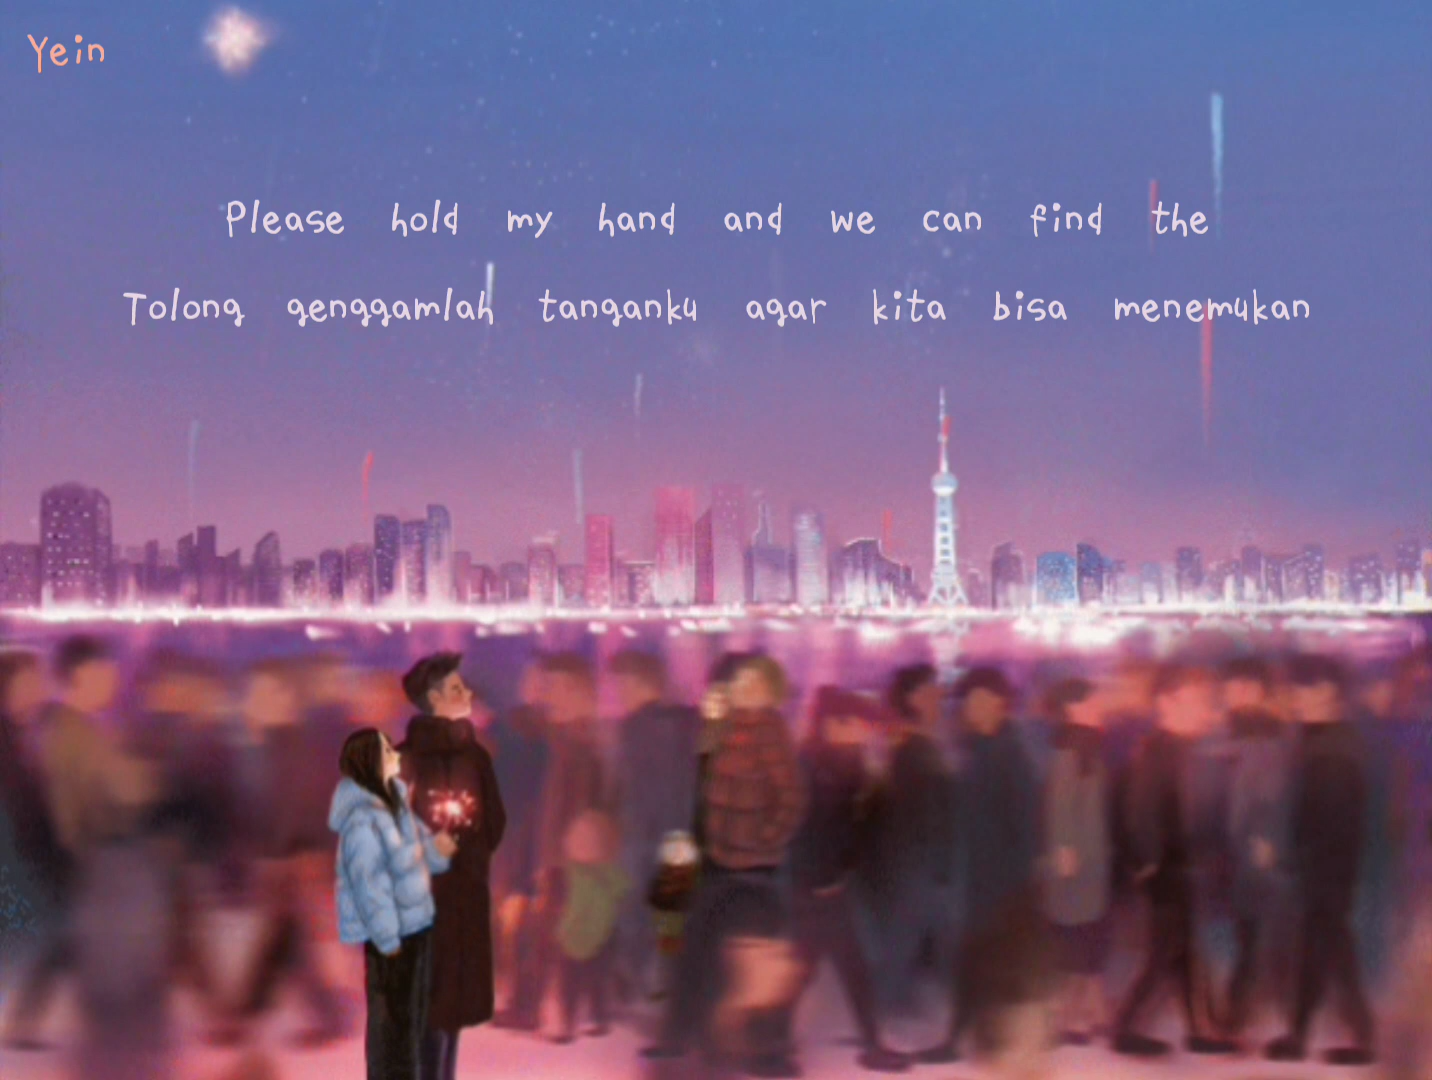 Yein
Please hold my hand and we can find the
Tolong genggamlah tanganku agar kita bisa menemukan